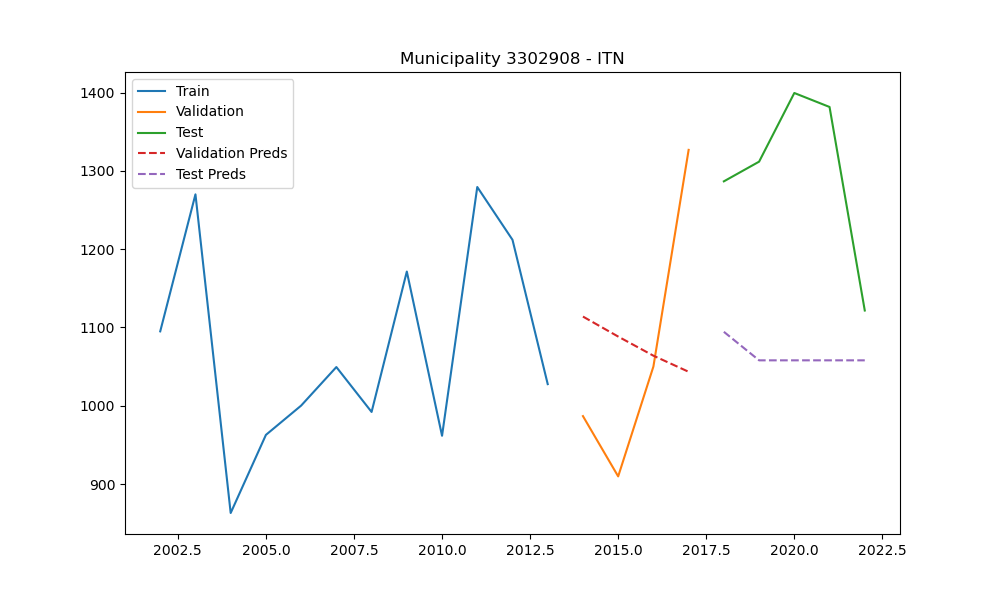 Municipality 3302908 - ITN
Train
Validation
Test
Validation Preds
Test Preds
1400
1300
1200
1100
1000
900
2002.5 2005.0 2007.5 2010.0 2012.5 2015.0 2017.5 2020.0 2022.5